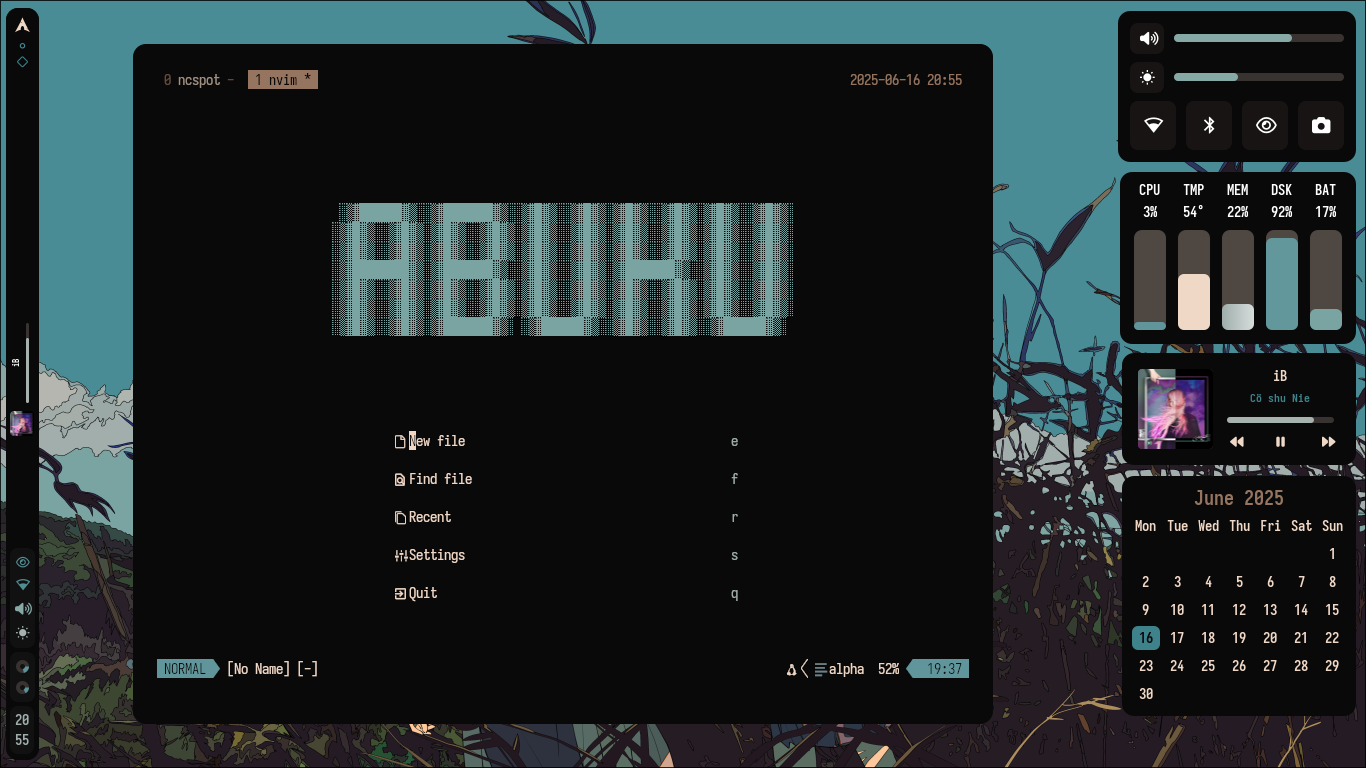 0 ncspot - 1 nvim * 2025-06-16 20:55
New file e
Find file f
Recent r
Settings s
Quit q
NORMAL [No Name] [-] alpha 52% 19:37
iB
20
55
CPU TMP MEM DSK BAT
3% 54° 22% 92% 17%
iB
Cö shu Nie
June 2025
Mon Tue Wed Thu Fri Sat Sun
1
2 3 4 5 6 7 8
9 10 11 12 13 14 15
16 17 18 19 20 21 22
23 24 25 26 27 28 29
30